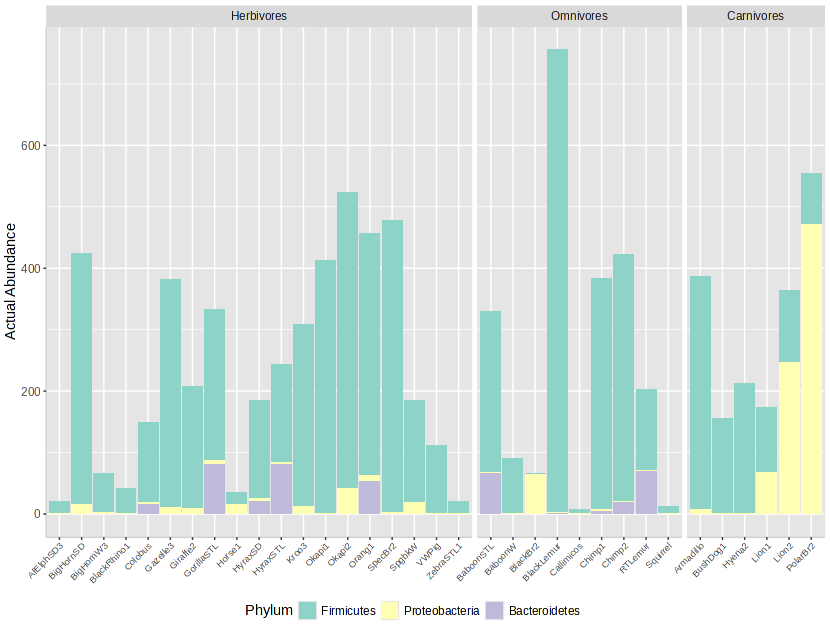 Herbivores Omnivores Carnivores
Actual Abundance
600
400
200
0
AfElphSD3 BigHornSD BigHornW3 BlackRhino1 Colobus Gazelle3 Giraffe2 GorillaSTL Horse1 HyraxSD HyraxSTL Kroo3 Okapi1 Okapi2 Orang1 SpecBr2 SpgbkW VWPig ZebraSTL1 BaboonSTL BaboonW BlackBr2 BlackLemur Callimicos Chimp1 Chimp2 RTLemur Squirrel Armadillo BushDog1 Hyena2 Lion1 Lion2 PolarBr2
Phylum Firmicutes Proteobacteria Bacteroidetes